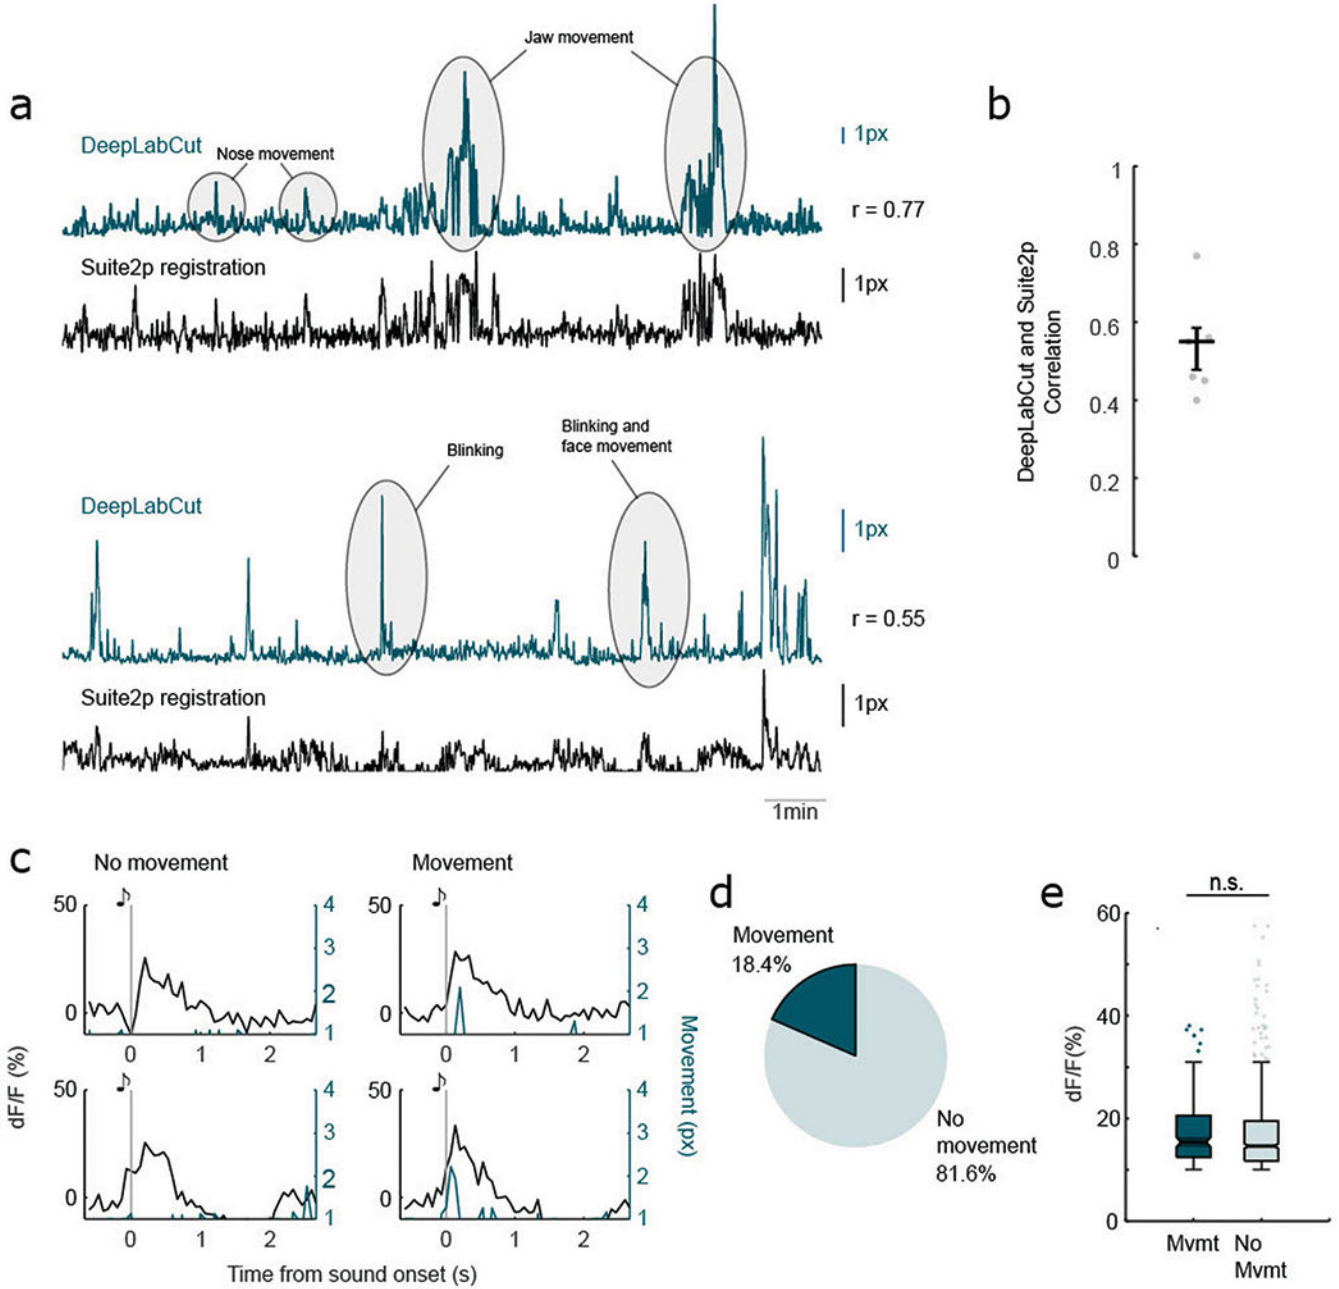 a
Jaw movement
DeepLabCut
Nose movement
1px
r = 0.77
Suite2p registration
1px
Blinking
Blinking and
face movement
DeepLabCut
1px
r = 0.55
Suite2p registration
1px
1min
b
DeepLabCut and Suite2p
Correlation
1
0.8
0.6
0.4
0.2
0
c
No movement
Movement
50
0
4
3
2
1
0 1 2
50
0
4
3
2
1
0 1 2
50
0
4
3
2
1
0 1 2
50
0
4
3
2
1
0 1 2
dF/F (%)
Movement (px)
Time from sound onset (s)
d
Movement
18.4%
No
movement
81.6%
e
n.s.
dF/F(%)
60
40
20
0
Mvmt
No
Mvmt